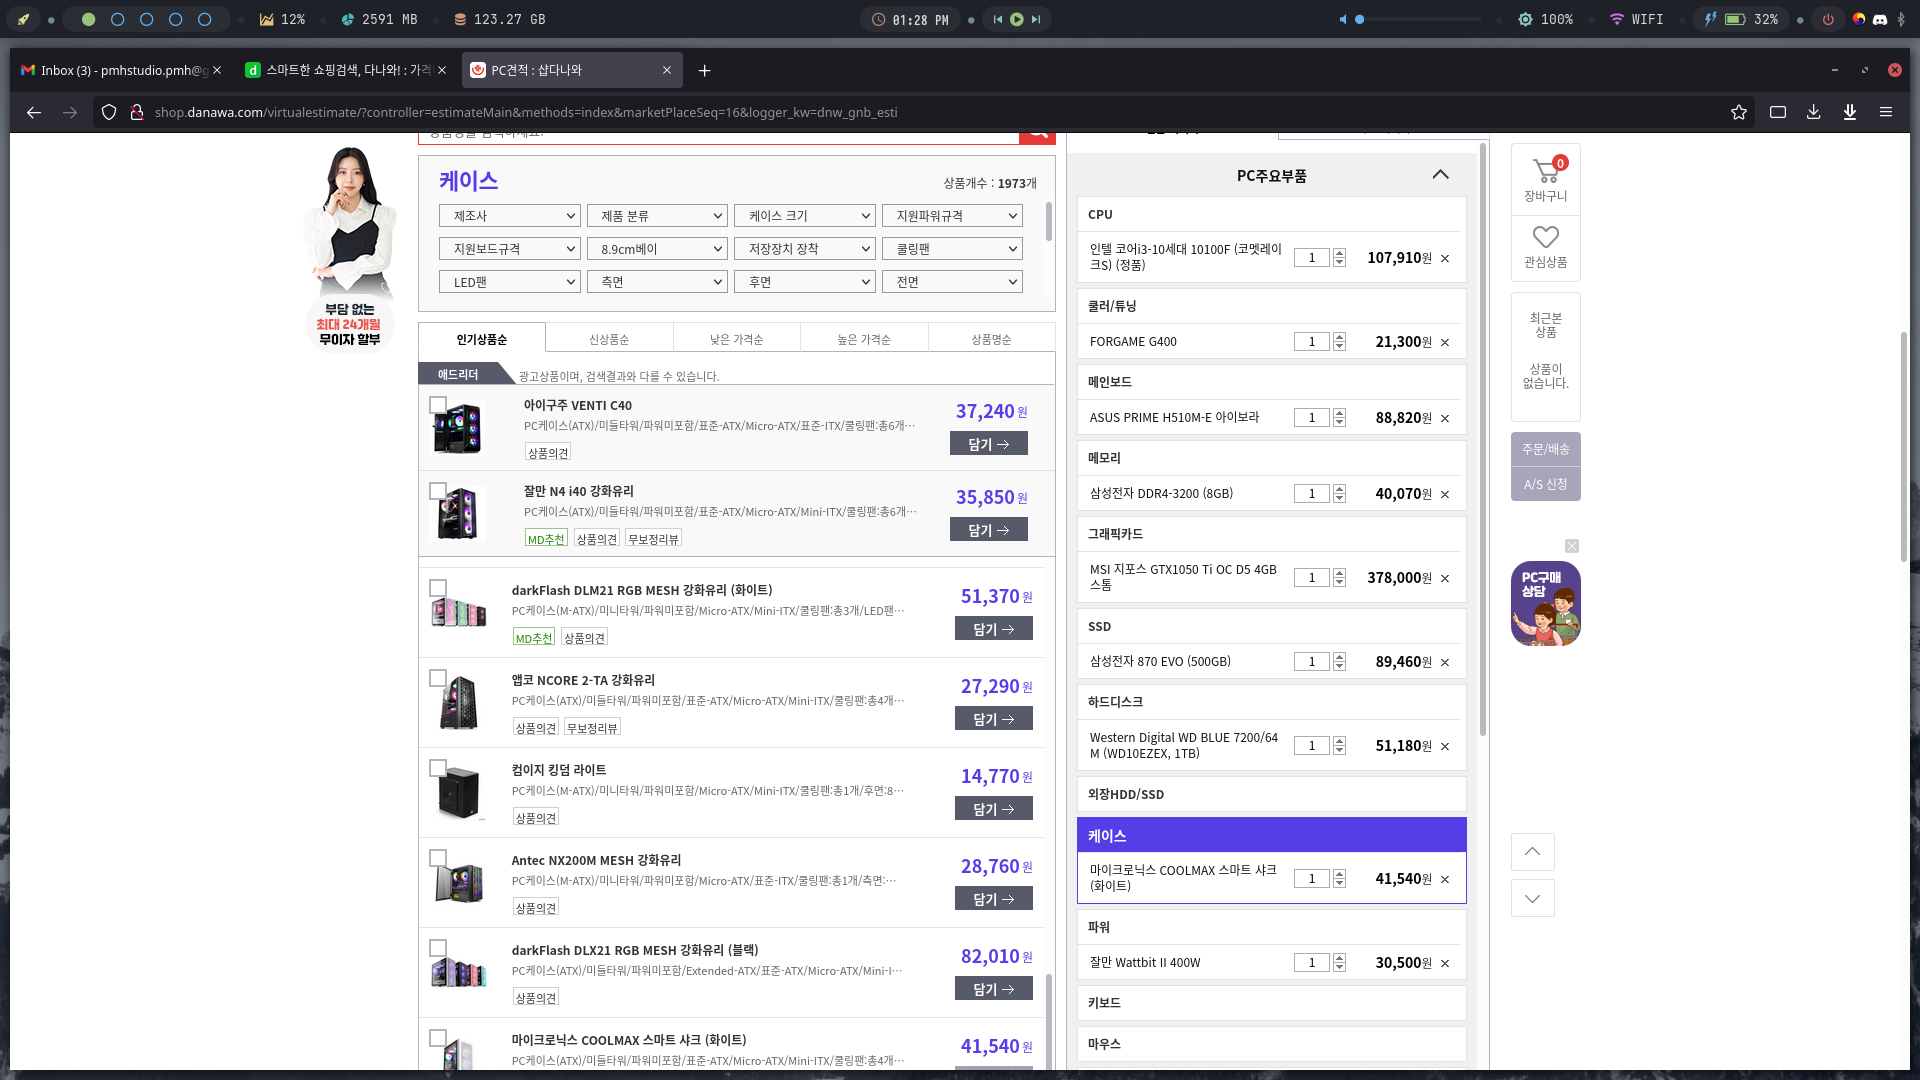 12%
2591 MB
123.27 GB
01:28 PM
100%
WIFI
32%
Inbox (3) - pmhstudio.pmh@g
스마트한 쇼핑검색, 다나와! : 가격
PC견적 : 샵다나와
shop.danawa.com/virtualestimate/?controller=estimateMain&methods=index&marketPlaceSeq=16&logger_kw=dnw_gnb_esti
부담 없는
최대 24개월
무이자 할부
케이스
상품개수 : 1973개
제조사
제품 분류
케이스 크기
지원파워규격
지원보드규격
8.9cm베이
저장장치 장착
쿨링팬
LED팬
측면
후면
전면
인기상품순
신상품순
낮은 가격순
높은 가격순
상품명순
애드리더
광고상품이며, 검색결과와 다를 수 있습니다.
아이구주 VENTI C40
PC케이스(ATX)/미들타워/파워미포함/표준-ATX/Micro-ATX/표준-ITX/쿨링팬:총6개···
상품의견
37,240원
담기
잘만 N4 i40 강화유리
PC케이스(ATX)/미들타워/파워미포함/표준-ATX/Micro-ATX/Mini-ITX/쿨링팬:총6개···
MD추천
상품의견
무보정리뷰
35,850원
담기
darkFlash DLM21 RGB MESH 강화유리 (화이트)
PC케이스(M-ATX)/미니타워/파워미포함/Micro-ATX/Mini-ITX/쿨링팬:총3개/LED팬···
MD추천
상품의견
51,370원
담기
앱코 NCORE 2-TA 강화유리
PC케이스(ATX)/미들타워/파워미포함/표준-ATX/Micro-ATX/Mini-ITX/쿨링팬:총4개···
상품의견
무보정리뷰
27,290원
담기
컴이지 킹덤 라이트
PC케이스(M-ATX)/미니타워/파워미포함/Micro-ATX/Mini-ITX/쿨링팬:총1개/후면:8···
상품의견
14,770원
담기
Antec NX200M MESH 강화유리
PC케이스(M-ATX)/미니타워/파워미포함/Micro-ATX/표준-ITX/쿨링팬:총1개/측면:···
상품의견
28,760원
담기
darkFlash DLX21 RGB MESH 강화유리 (블랙)
PC케이스(ATX)/미들타워/파워미포함/Extended-ATX/표준-ATX/Micro-ATX/Mini-I···
상품의견
82,010원
담기
마이크로닉스 COOLMAX 스마트 샤크 (화이트)
PC케이스(ATX)/미들타워/파워미포함/표준-ATX/Micro-ATX/Mini-ITX/쿨링팬:총4개···
41,540원
PC주요부품
CPU
인텔 코어i3-10세대 10100F (코멧레이
크S) (정품)
1
107,910원
쿨러/튜닝
FORGAME G400
1
21,300원
메인보드
ASUS PRIME H510M-E 아이보라
1
88,820원
메모리
삼성전자 DDR4-3200 (8GB)
1
40,070원
그래픽카드
MSI 지포스 GTX1050 Ti OC D5 4GB
스톰
1
378,000원
SSD
삼성전자 870 EVO (500GB)
1
89,460원
하드디스크
Western Digital WD BLUE 7200/64
M (WD10EZEX, 1TB)
1
51,180원
외장HDD/SSD
케이스
마이크로닉스 COOLMAX 스마트 샤크
(화이트)
1
41,540원
파워
잘만 Wattbit II 400W
1
30,500원
키보드
마우스
0
장바구니
관심상품
최근본
상품
상품이
없습니다.
주문/배송
A/S 신청
PC구매
상담